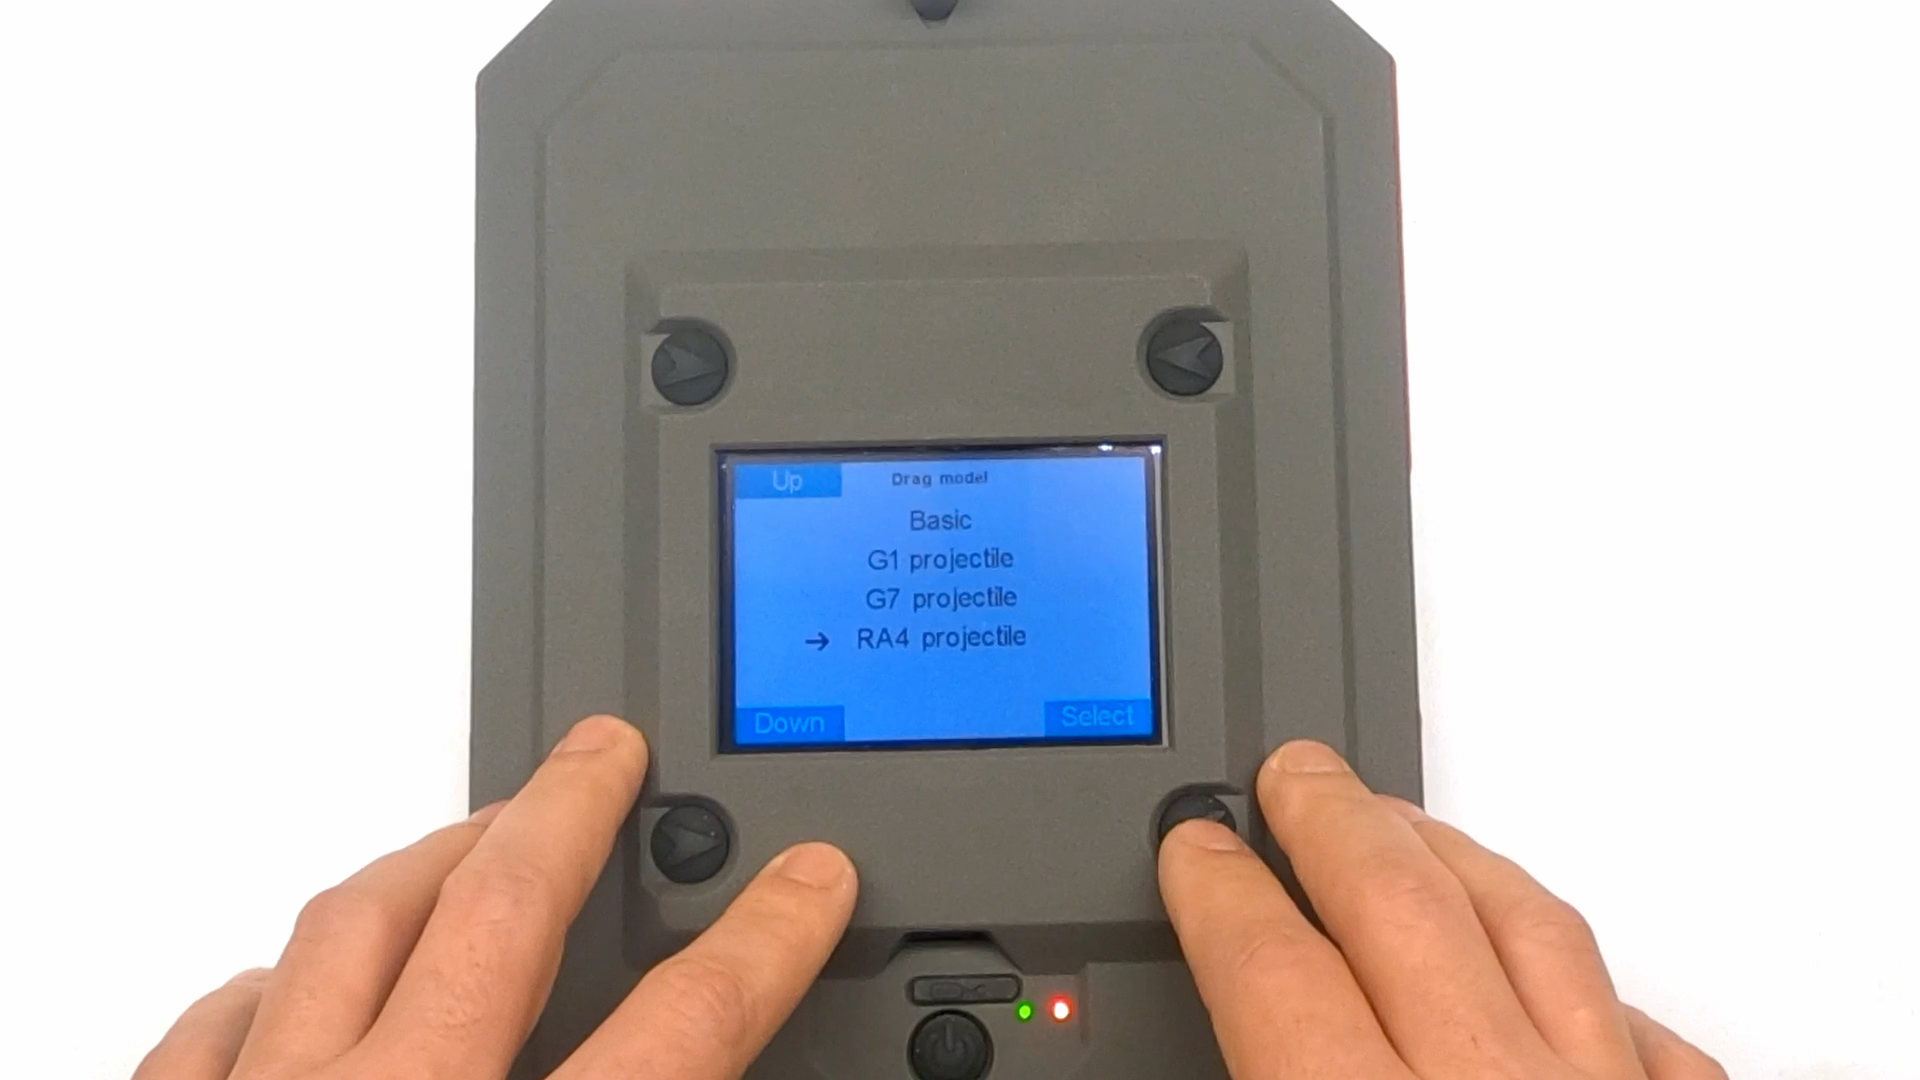 Up
Drag model
Basic
G1 projectile
G7 projectile
→ RA4 projectile
Down
Select